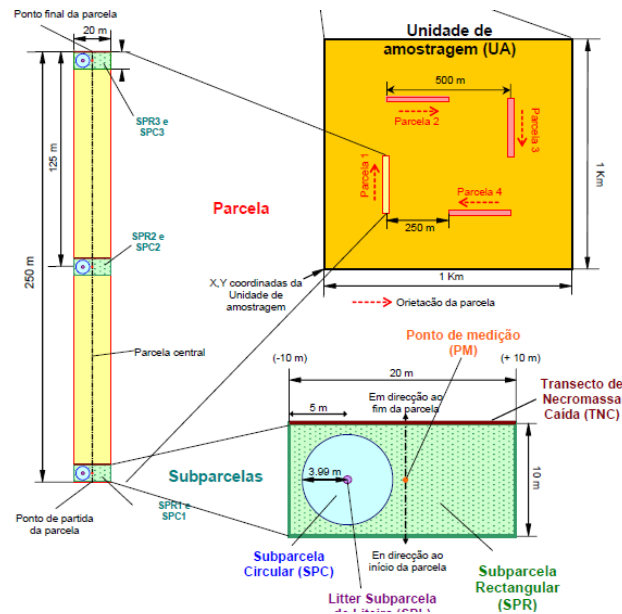 Ponto final da parcela
20 m
SPR3 e
SPC3
125 m
SPR2 e
SPC2
250 m
Parcela central
SPR1 e
SPC1
Ponto de partida
da parcela
Parcela
Subparcelas
Unidade de
amostragem (UA)
500 m
Parcela 2
Parcela 3
Parcela 1
Parcela 4
250 m
1 Km
X,Y coordinadas da
Unidade de
amostragem
1 Km
Orietacão da parcela
Ponto de medição
(PM)
(-10 m)
20 m
(+ 10 m)
Em direcção ao
fim da parcela
Transecto de
Necromassa
Caída (TNC)
5 m
3.99 m
10 m
En direcção ao
início da parcela
Subparcela
Circular (SPC)
Subparcela
Rectangular
(SPR)
Litter Subparcela